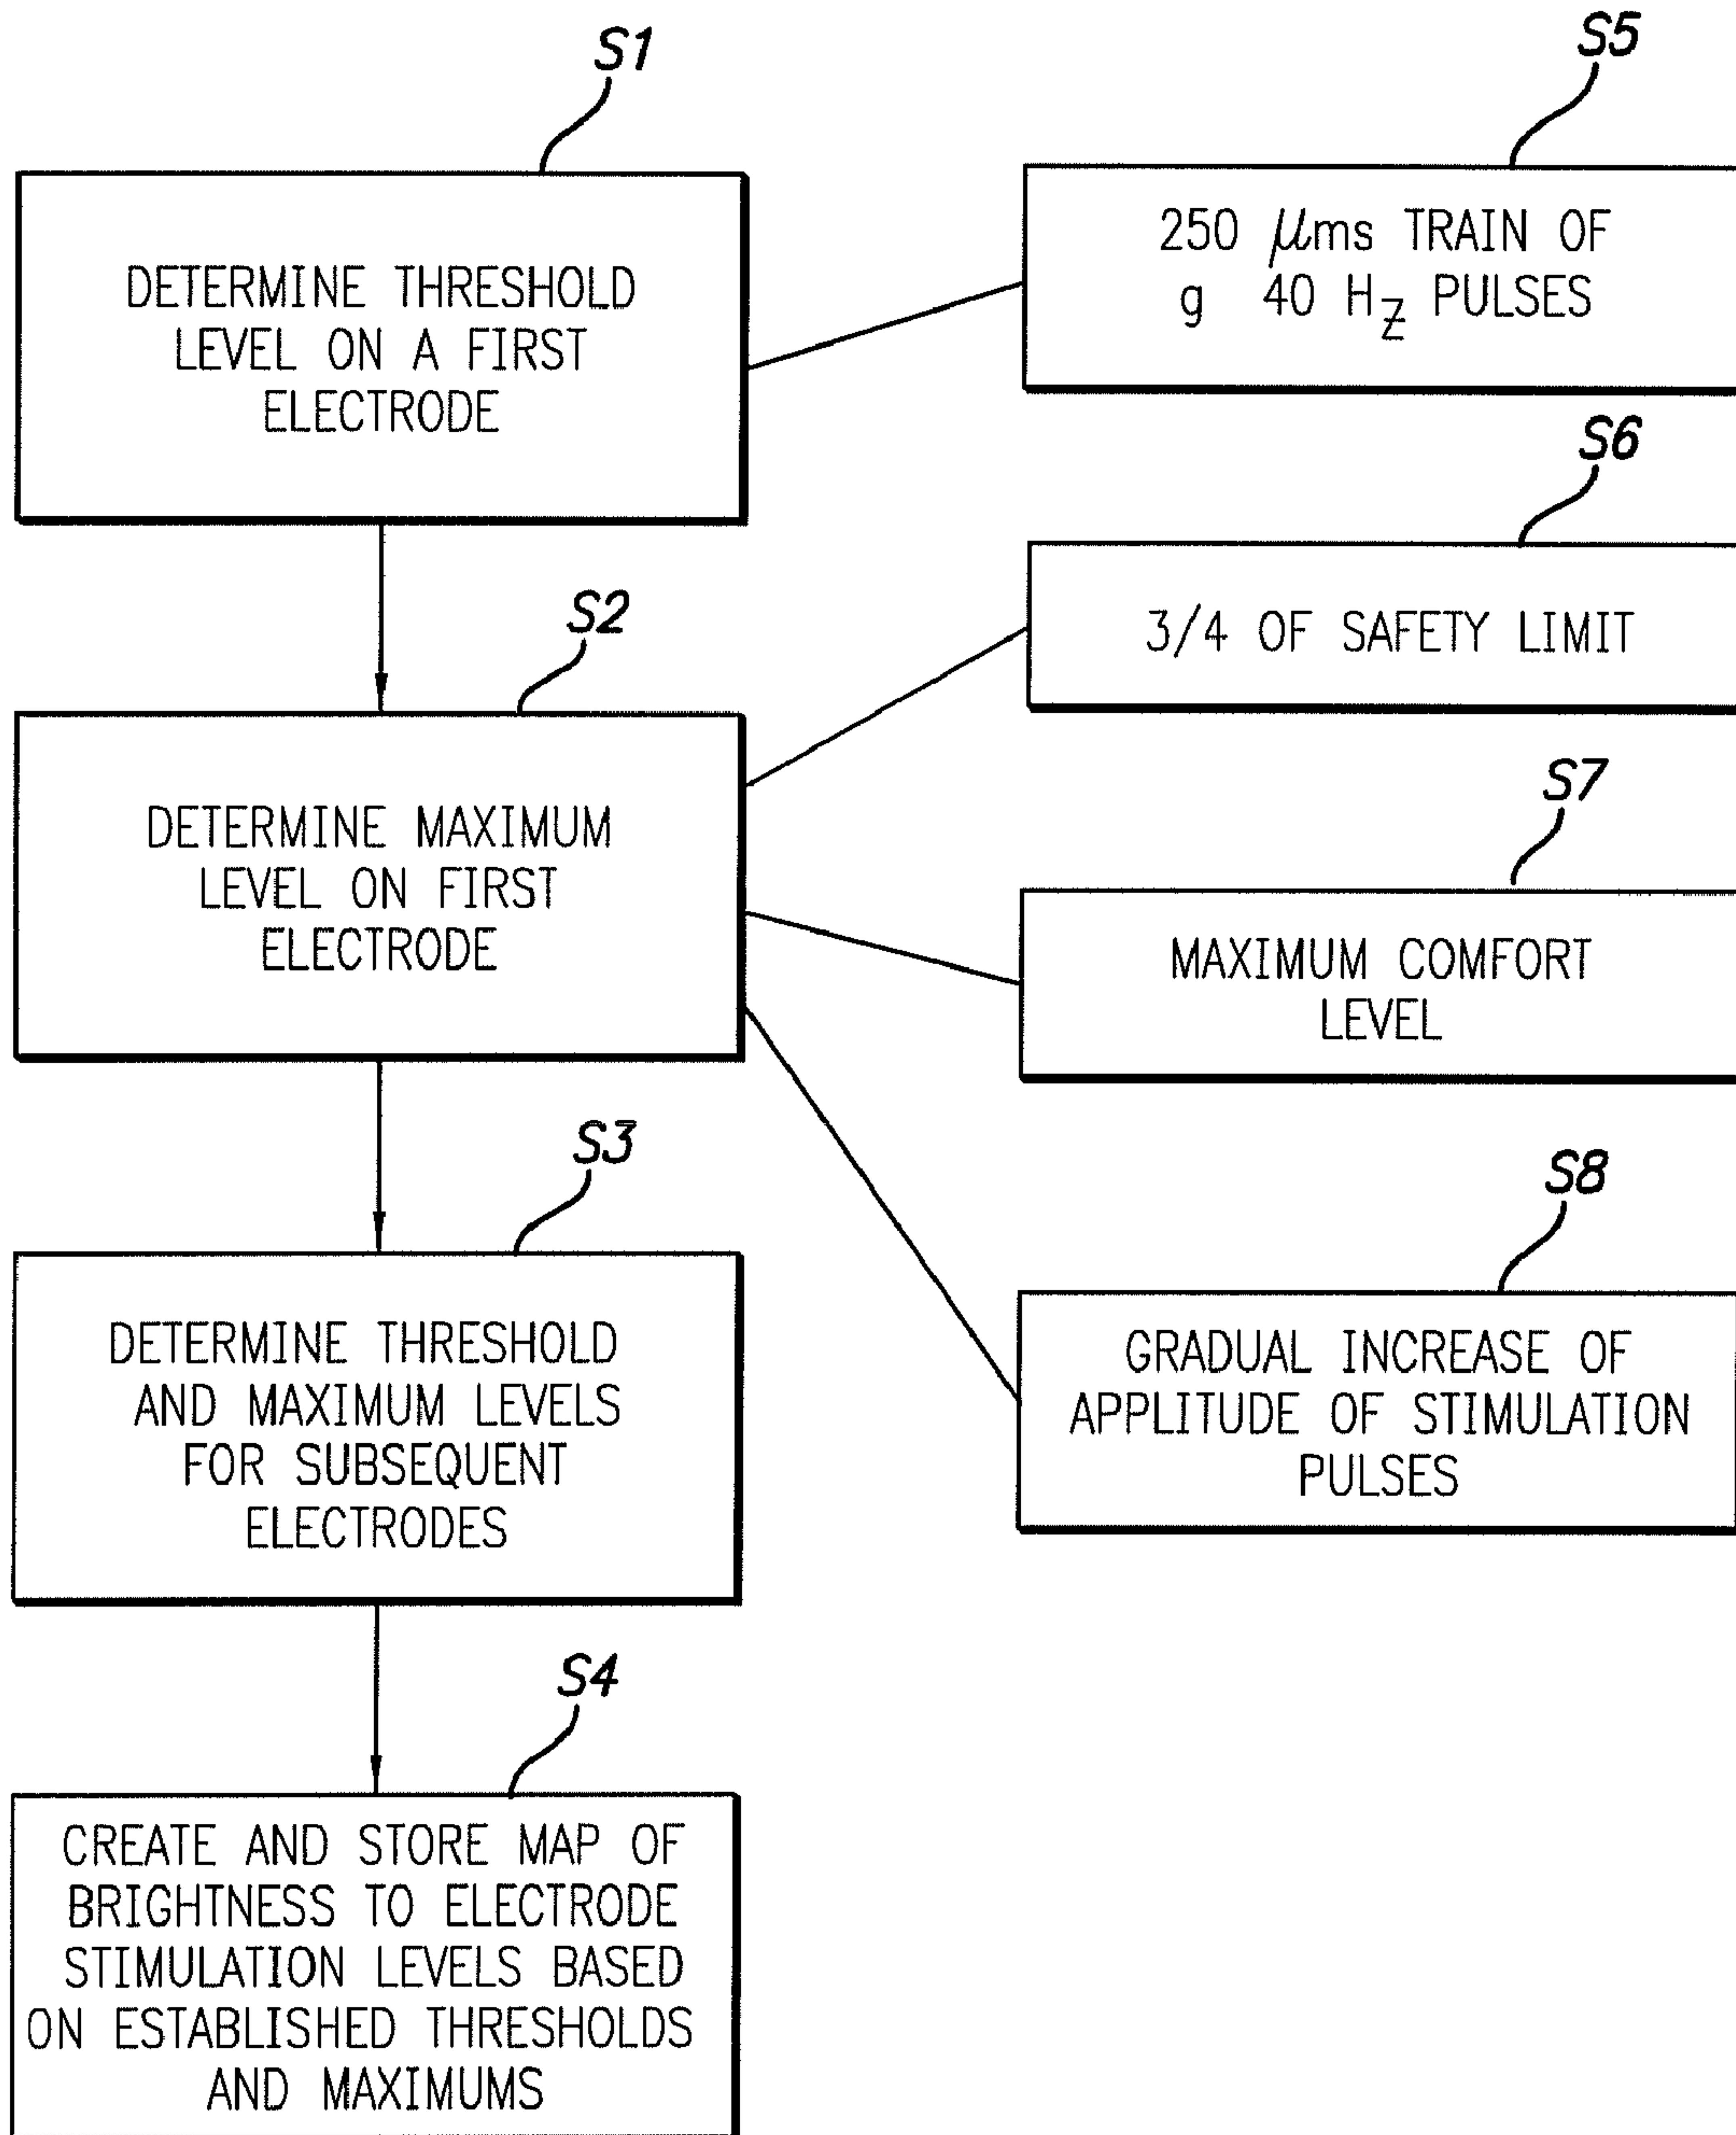 S1
DETERMINE THRESHOLD
LEVEL ON A FIRST
ELECTRODE
S5
250 μms TRAIN OF
g 40 HZ PULSES
S2
DETERMINE MAXIMUM
LEVEL ON FIRST
ELECTRODE
S6
3/4 OF SAFETY LIMIT
S7
MAXIMUM COMFORT
LEVEL
S8
GRADUAL INCREASE OF
APPLITUDE OF STIMULATION
PULSES
S3
DETERMINE THRESHOLD
AND MAXIMUM LEVELS
FOR SUBSEQUENT
ELECTRODES
S4
CREATE AND STORE MAP OF
BRIGHTNESS TO ELECTRODE
STIMULATION LEVELS BASED
ON ESTABLISHED THRESHOLDS
AND MAXIMUMS